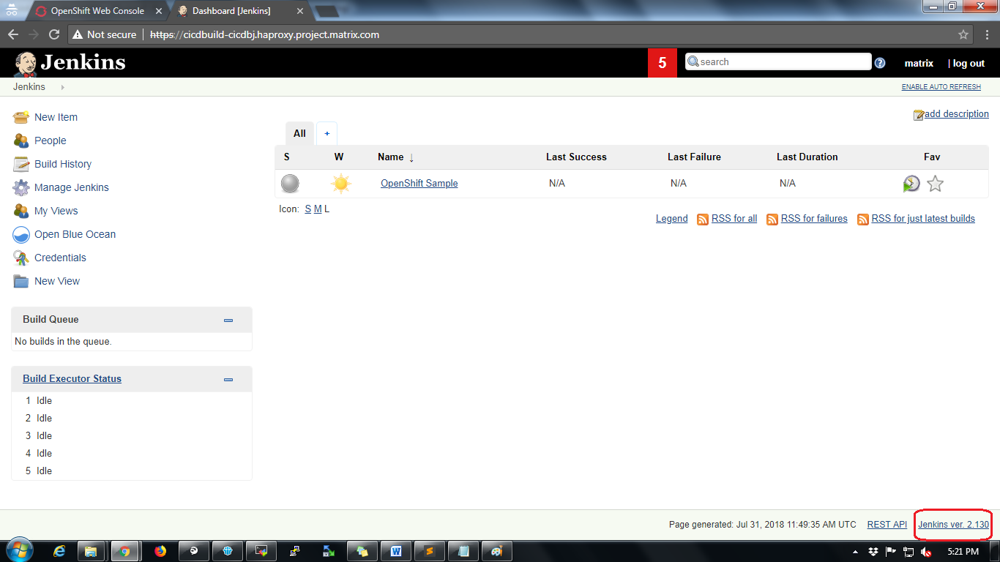 OpenShift Web Console
Dashboard [Jenkins]
Not secure | https://cicdbuild-cicdbj.haproxy.project.matrix.com
Jenkins
5
search
matrix
| log out
Jenkins
ENABLE AUTO REFRESH
New Item
People
Build History
Manage Jenkins
My Views
Open Blue Ocean
Credentials
New View
add description
All
+
S W Name ↓ Last Success Last Failure Last Duration Fav
OpenShift Sample N/A N/A N/A
Icon: S M L
Legend RSS for all RSS for failures RSS for just latest builds
Build Queue
No builds in the queue.
Build Executor Status
1 Idle
2 Idle
3 Idle
4 Idle
5 Idle
Page generated: Jul 31, 2018 11:49:35 AM UTC REST API Jenkins ver. 2.130
5:21 PM